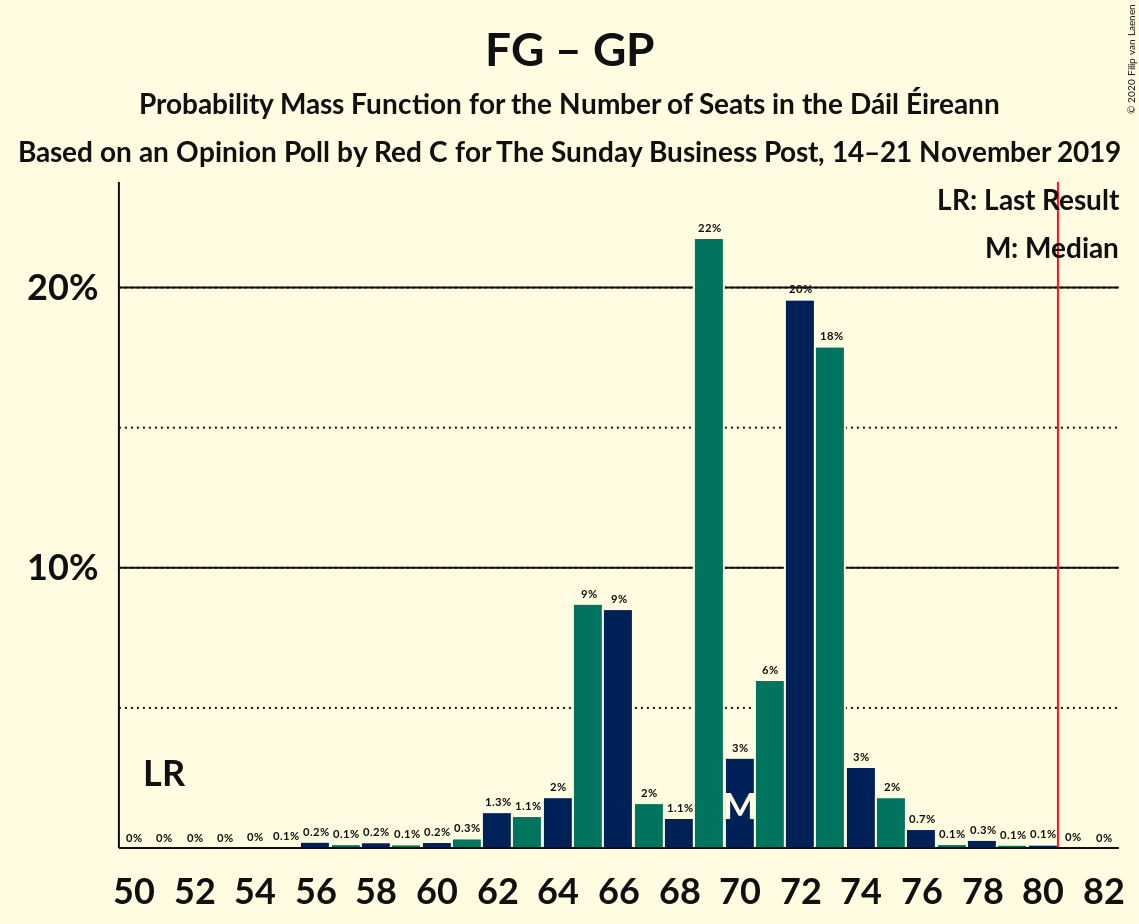 FG – GP
Probability Mass Function for the Number of Seats in the Dáil Éireann
Based on an Opinion Poll by Red C for The Sunday Business Post, 14–21 November 2019
© 2020 Filip van Laenen
LR: Last Result
M: Median
20%
10%
LR
M
0% 0% 0% 0% 0% 0.1% 0.2% 0.1% 0.2% 0.1% 0.2% 0.3% 1.3% 1.1% 2% 9% 9% 2% 1.1% 22% 3% 6% 20% 18% 3% 2% 0.7% 0.1% 0.3% 0.1% 0.1% 0% 0%
50 52 54 56 58 60 62 64 66 68 70 72 74 76 78 80 82